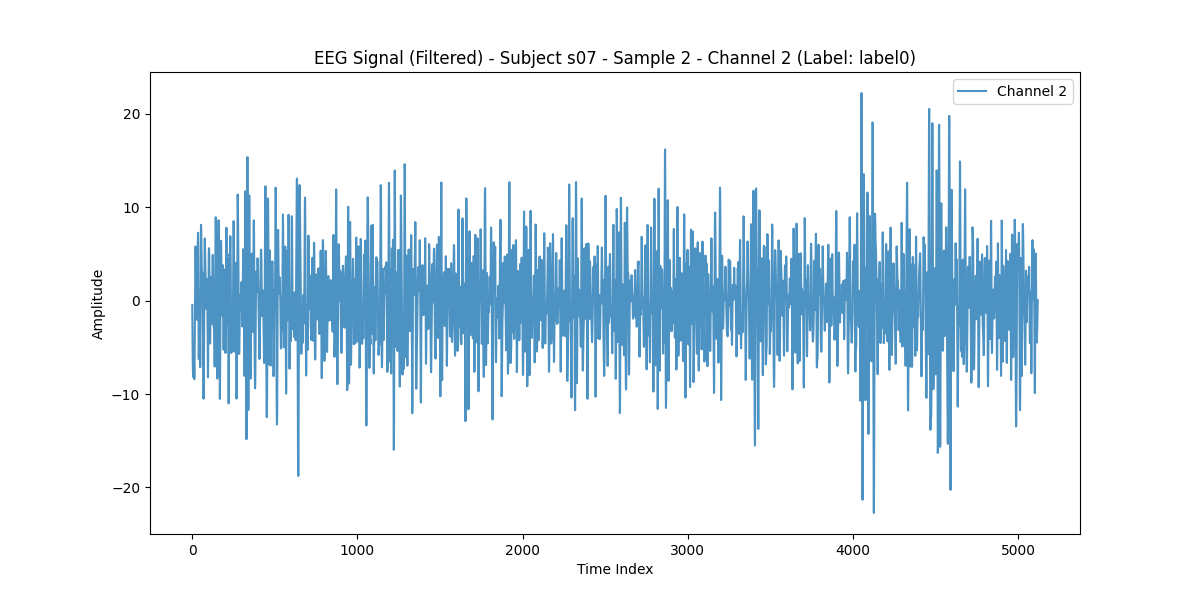 EEG Signal (Filtered) - Subject s07 - Sample 2 - Channel 2 (Label: label0)
Channel 2
20
10
0
−10
−20
Amplitude
0 1000 2000 3000 4000 5000
Time Index